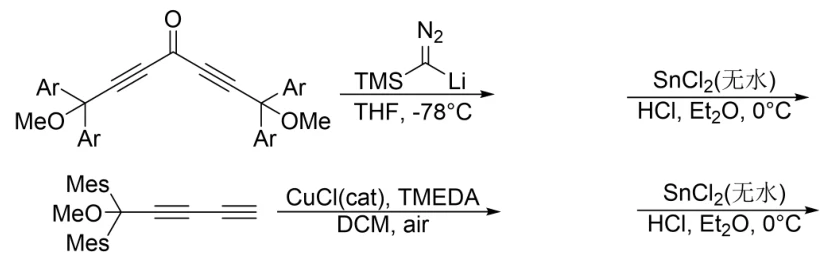 O
N₂
Ar
Ar
TMS
Li
SnCl₂(无水)
MeO
OMe
THF, -78°C
HCl, Et₂O, 0°C
Ar
Ar
Mes
MeO
Mes
CuCl(cat), TMEDA
DCM, air
SnCl₂(无水)
HCl, Et₂O, 0°C